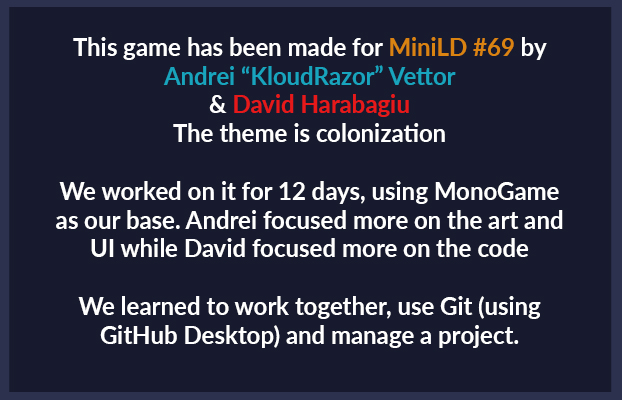 This game has been made for MiniLD #69 by
Andrei “KloudRazor” Vettor
& David Harabagiu
The theme is colonization
We worked on it for 12 days, using MonoGame
as our base. Andrei focused more on the art and
UI while David focused more on the code
We learned to work together, use Git (using
GitHub Desktop) and manage a project.